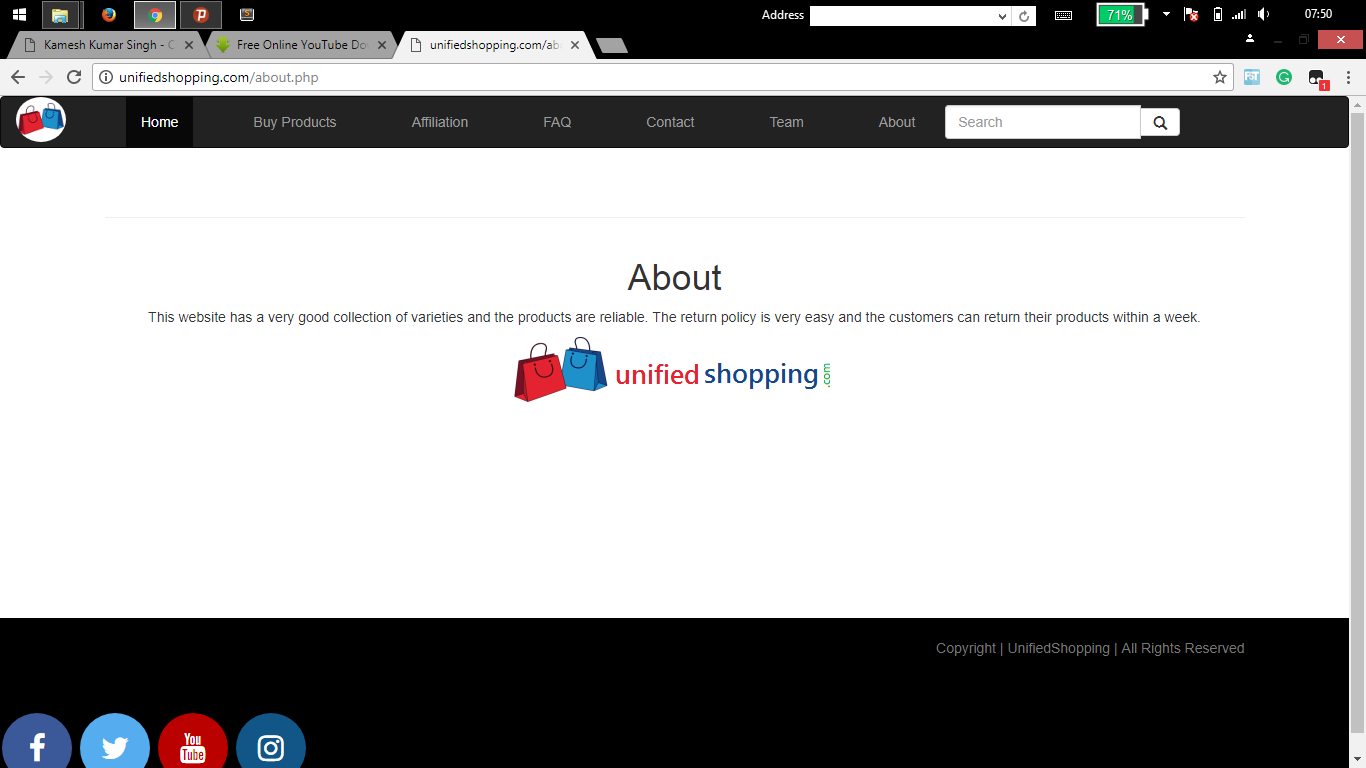 Address
71%
07:50
Kamesh Kumar Singh - C
Free Online YouTube Do
unifiedshopping.com/ab
unifiedshopping.com/about.php
1
Home Buy Products Affiliation FAQ Contact Team About Search
About
This website has a very good collection of varieties and the products are reliable. The return policy is very easy and the customers can return their products within a week.
unified shopping .com
Copyright | UnifiedShopping | All Rights Reserved
You
Tube